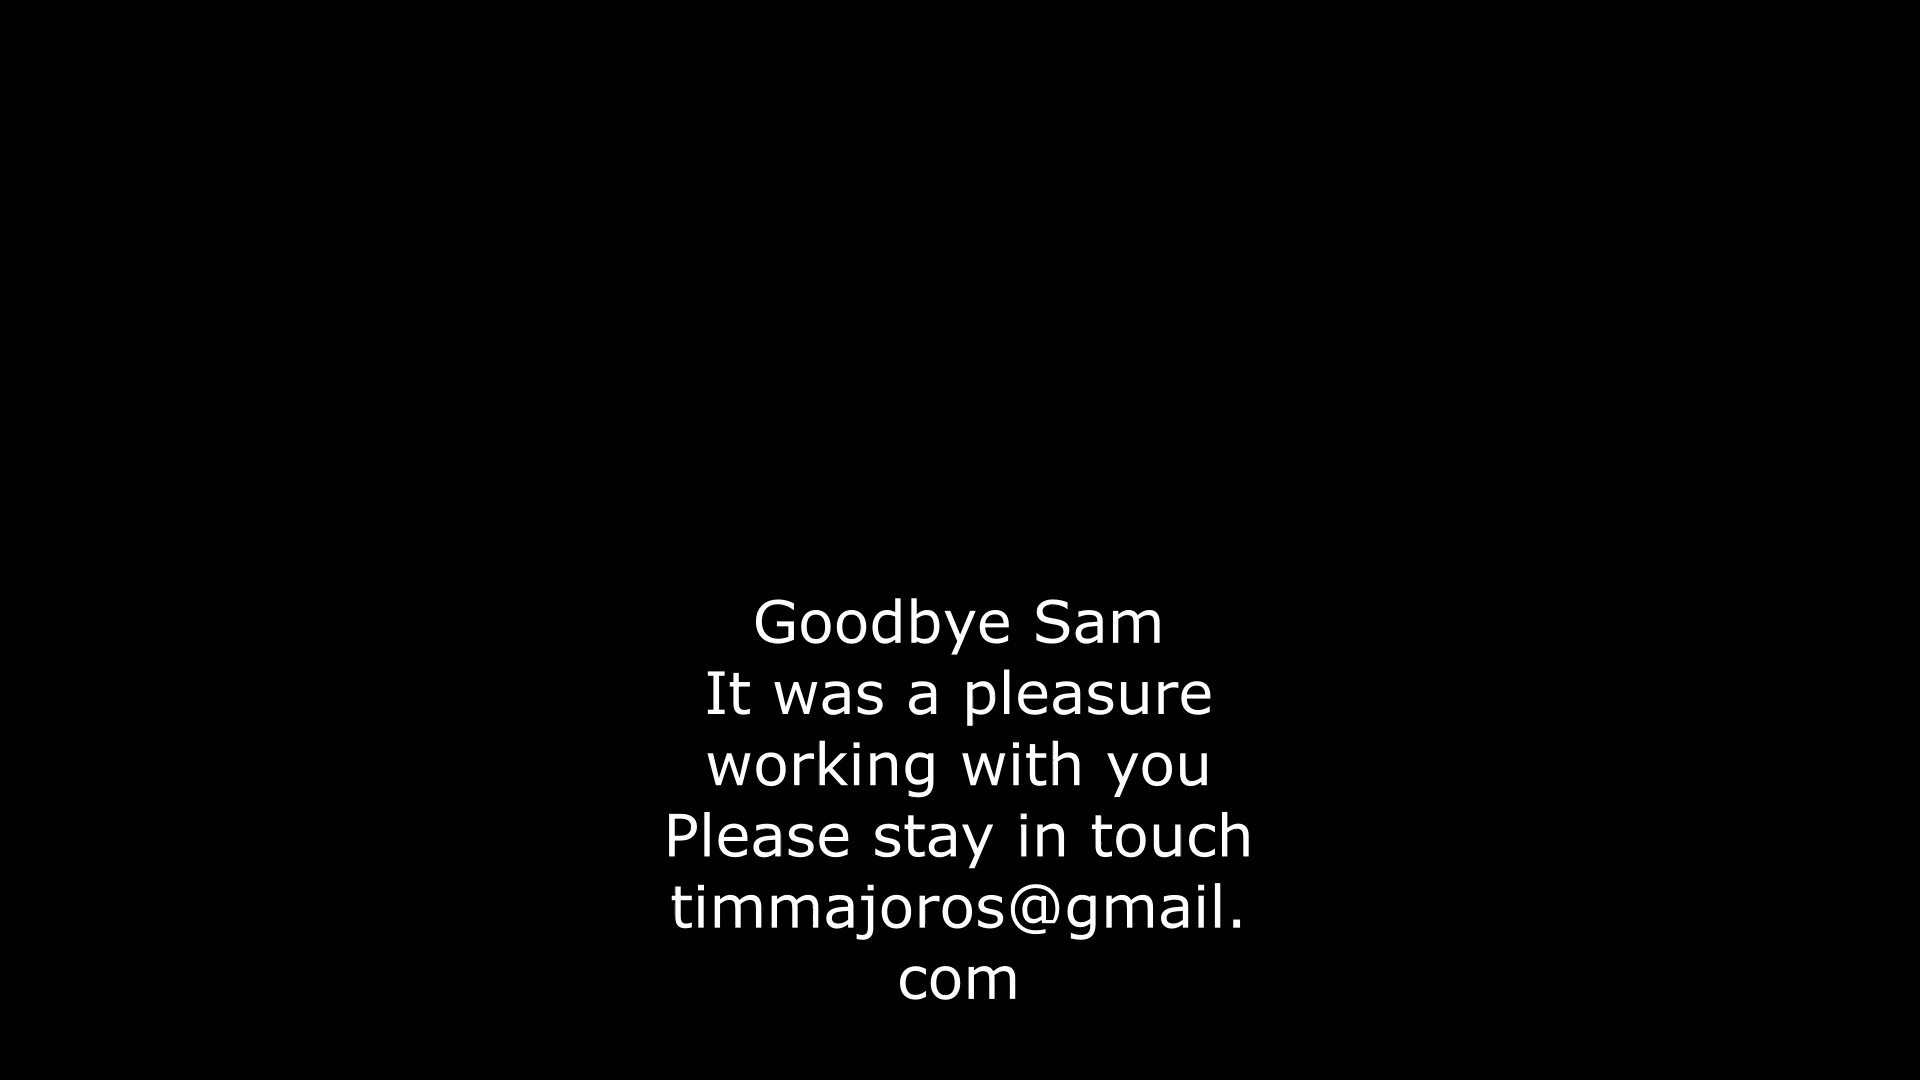 Goodbye Sam
It was a pleasure
working with you
Please stay in touch
timmajoros@gmail.
com